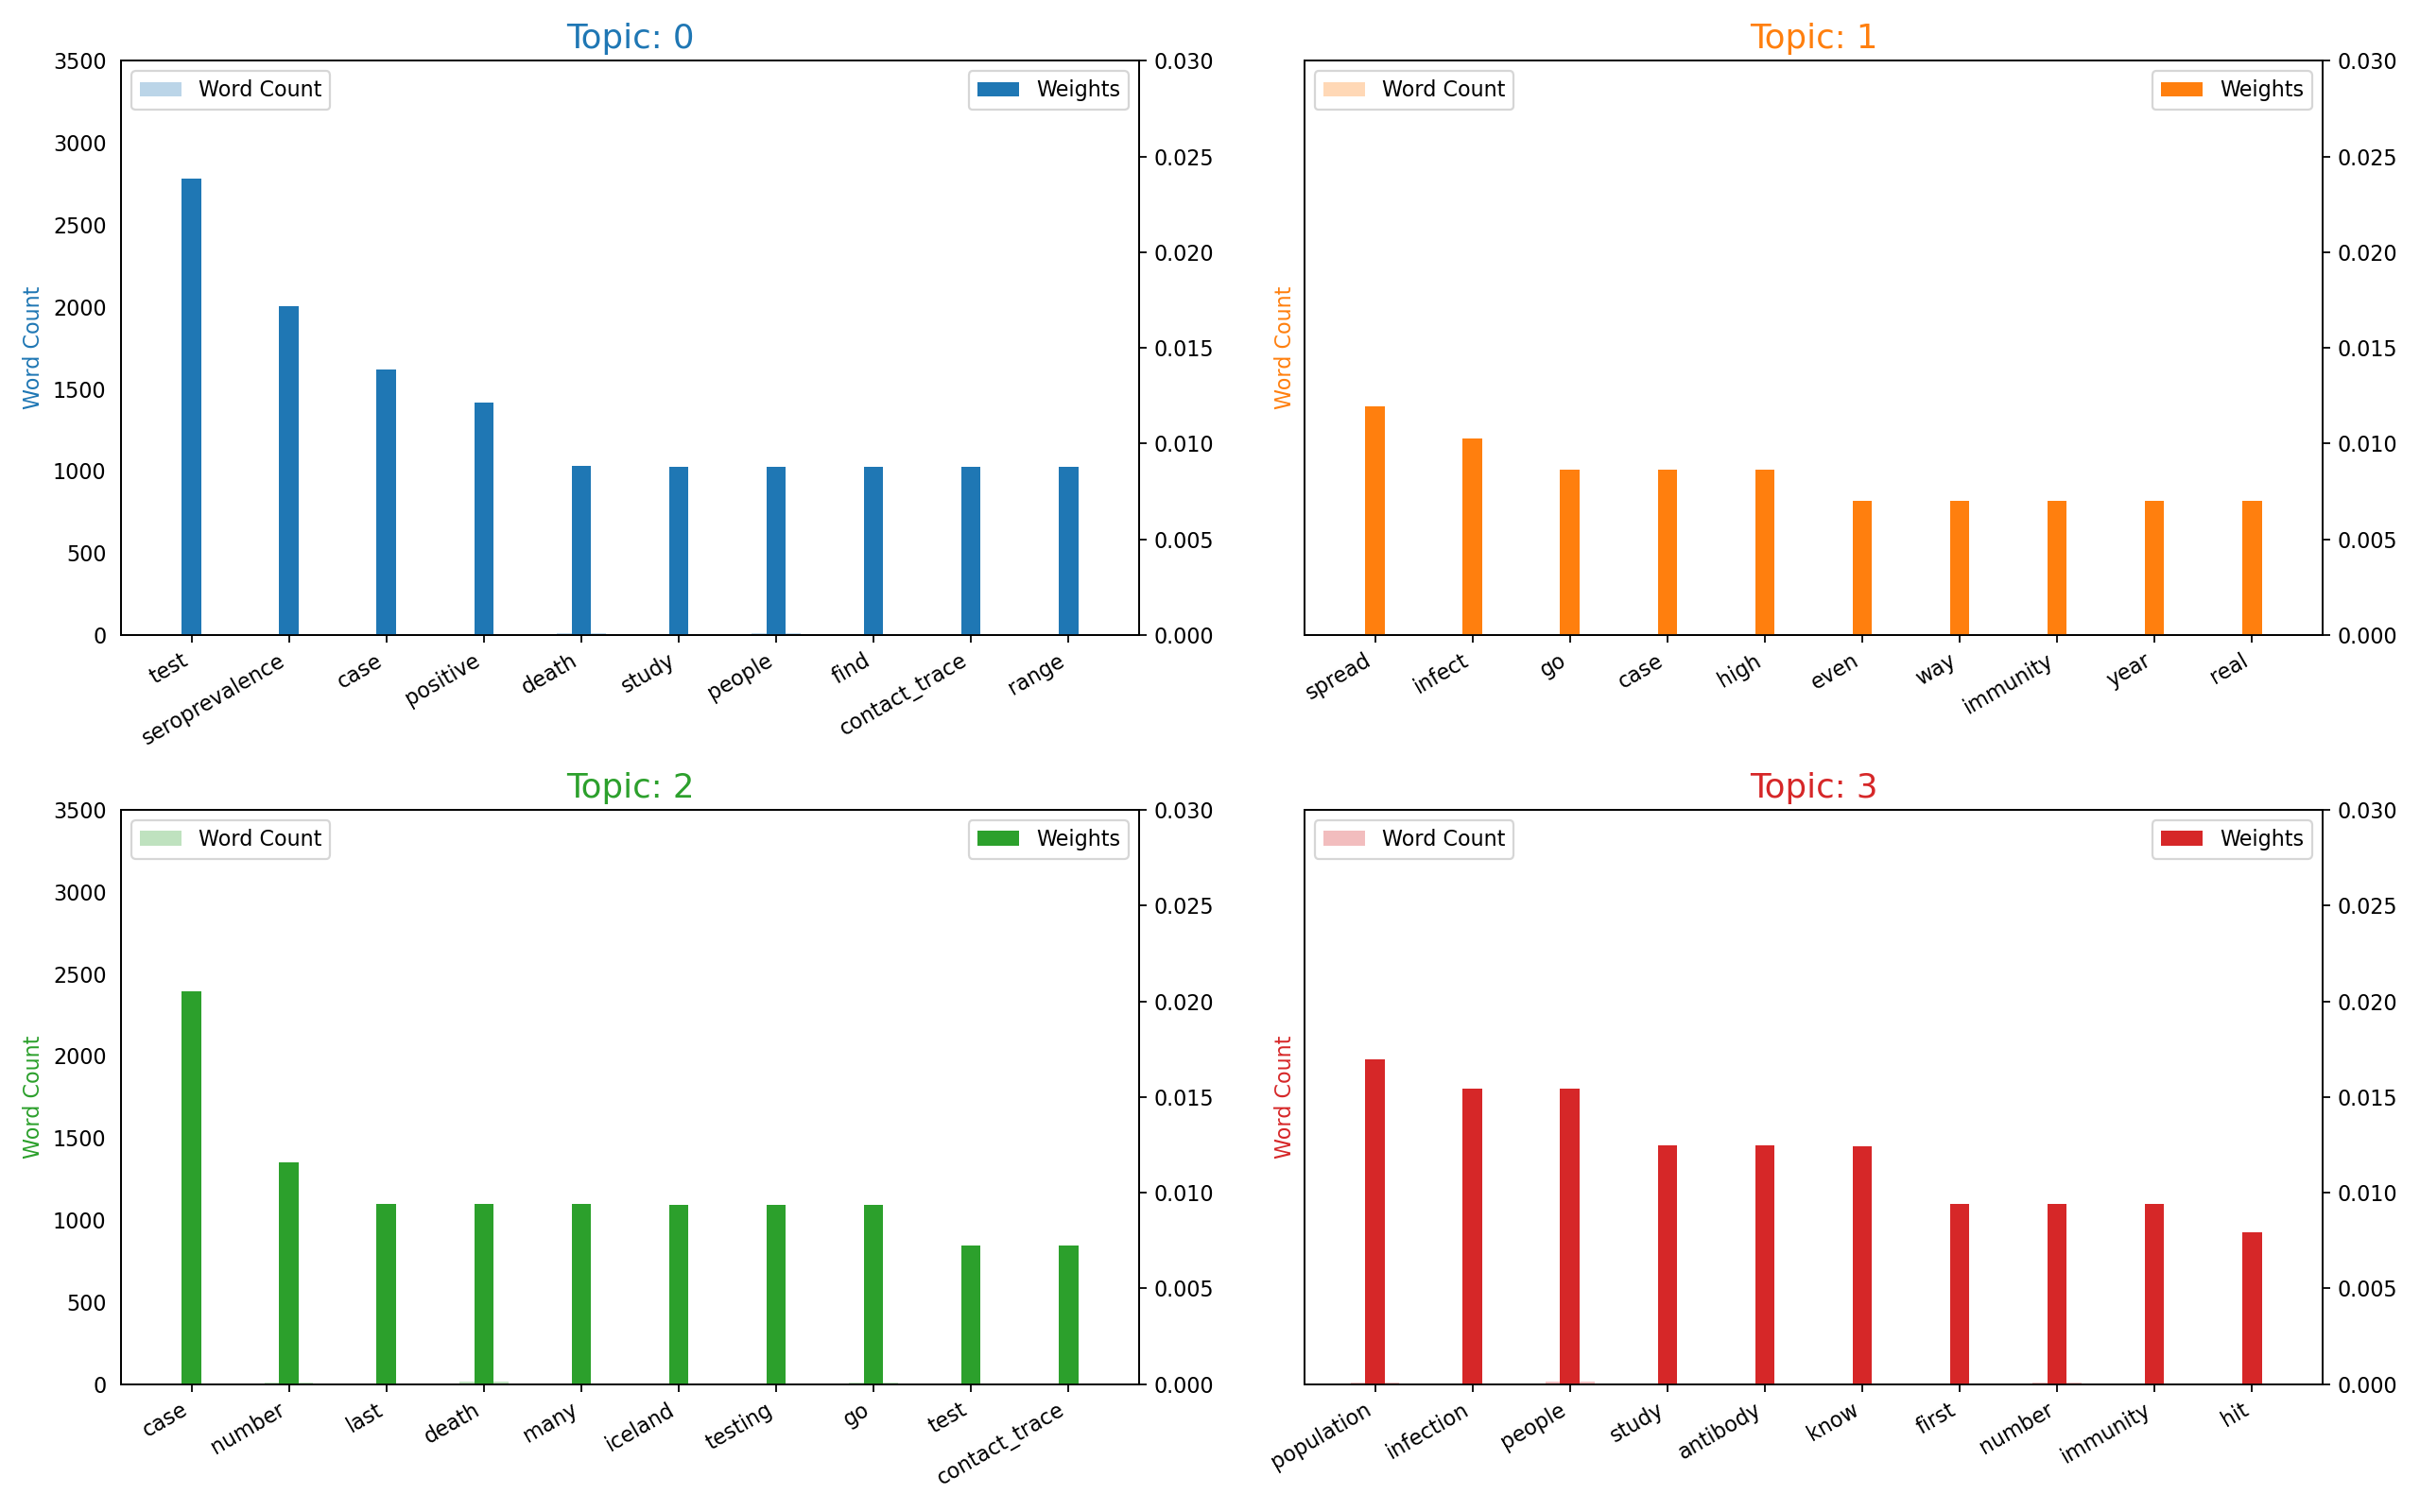 Topic: 0
3500
3000
2500
2000
1500
1000
500
0
Word Count
Word Count
Weights
0.030
0.025
0.020
0.015
0.010
0.005
0.000
test
seroprevalence
case
positive
death
study
people
find
contact_trace
range
Topic: 1
Word Count
Word Count
Weights
0.030
0.025
0.020
0.015
0.010
0.005
0.000
spread
infect
go
case
high
even
way
immunity
year
real
Topic: 2
3500
3000
2500
2000
1500
1000
500
0
Word Count
Word Count
Weights
0.030
0.025
0.020
0.015
0.010
0.005
0.000
case
number
last
death
many
iceland
testing
go
test
contact_trace
Topic: 3
Word Count
Word Count
Weights
0.030
0.025
0.020
0.015
0.010
0.005
0.000
population
infection
people
study
antibody
know
first
number
immunity
hit